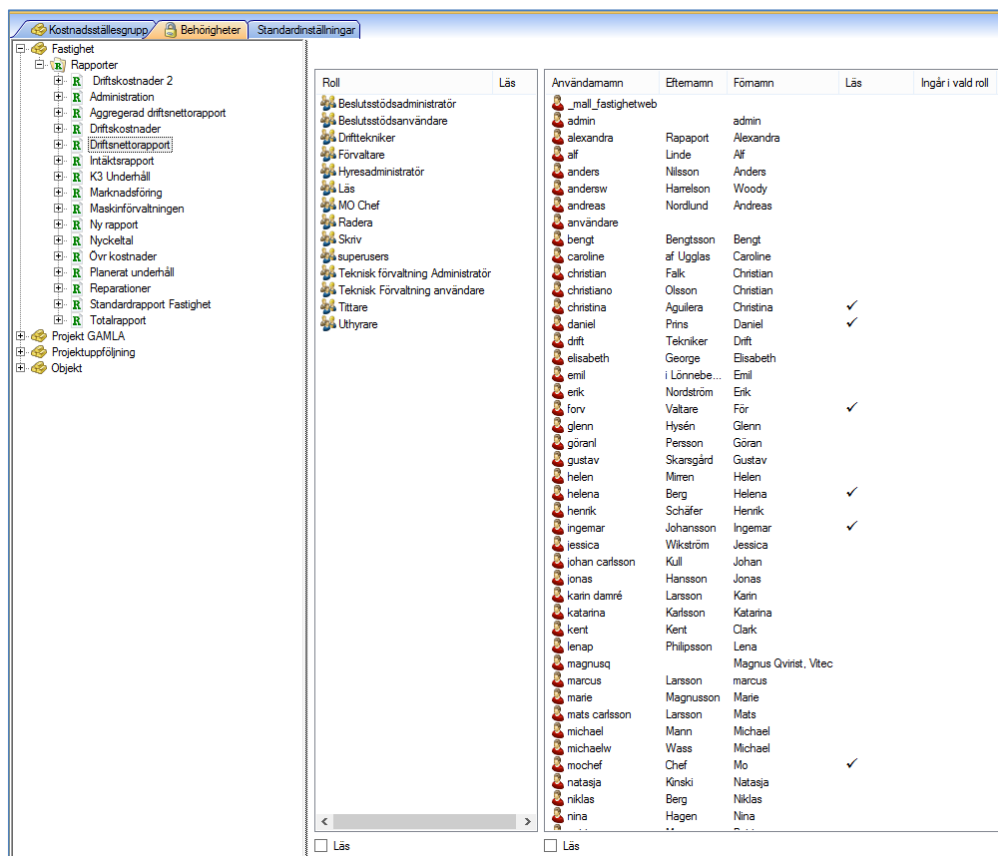 Kostnadsställesgrupp Behörigheter Standardinställningar
Fastighet
Rapporter
Driftskostnader 2
Administration
Aggregerad driftsnettorapport
Driftskostnader
Driftsnettorapport
Intäktsrapport
K3 Underhåll
Marknadsföring
Maskinförvaltningen
Ny rapport
Nyckeltal
Övr kostnader
Planerat underhåll
Reparationer
Standardrapport Fastighet
Totalrapport
Projekt GAMLA
Projektuppföljning
Objekt
Roll Läs
Beslutsstödsadministratör
Beslutsstödsanvändare
Drifttekniker
Förvaltare
Hyresadministratör
Läs
MO Chef
Radera
Skriv
superusers
Teknisk förvaltning Administratör
Teknisk Förvaltning användare
Tittare
Uthyrare
Läs
Användarnamn Efternamn Förnamn Läs Ingår i vald roll
_mall_fastighetweb
admin admin
alexandra Rapaport Alexandra
alf Linde Alf
anders Nilsson Anders
andersw Harrelson Woody
andreas Nordlund Andreas
användare
bengt Bengtsson Bengt
caroline af Ugglas Caroline
christian Falk Christian
christiano Olsson Christian
christina Aguilera Christina ✓
daniel Prins Daniel ✓
drift Tekniker Drift
elisabeth George Elisabeth
emil i Lönnebe... Emil
erik Nordström Erik
forv Valtare För ✓
glenn Hysén Glenn
göranl Persson Göran
gustav Skarsgård Gustav
helen Mirren Helen
helena Berg Helena ✓
henrik Schäfer Henrik
ingemar Johansson Ingemar ✓
jessica Wikström Jessica
johan carlsson Kull Johan
jonas Hansson Jonas
karin damré Larsson Karin
katarina Karlsson Katarina
kent Kent Clark
lenap Philipsson Lena
magnusq Magnus Qvirist, Vitec
marcus Larsson marcus
marie Magnusson Marie
mats carlsson Larsson Mats
michael Mann Michael
michaelw Wass Michael
mochef Chef Mo ✓
natasja Kinski Natasja
niklas Berg Niklas
nina Hagen Nina
Läs